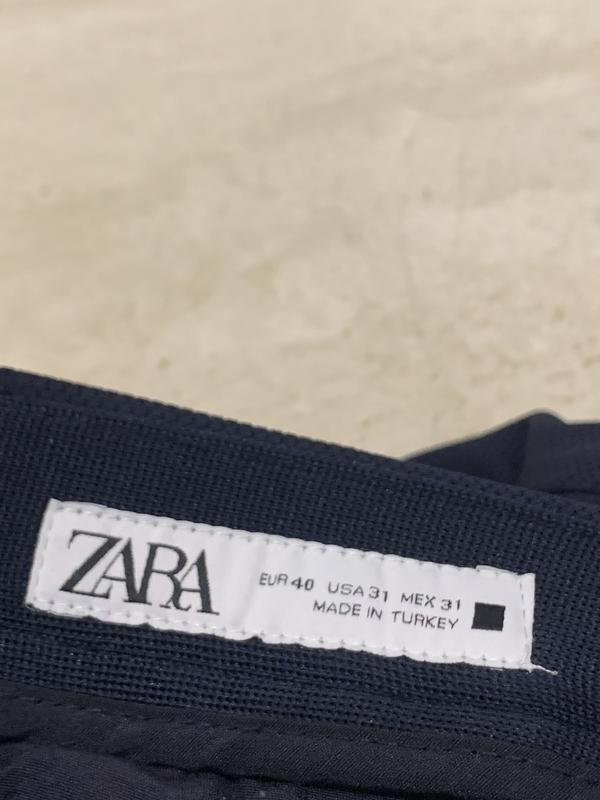 ZARA
EUR 40 USA 31 MEX 31
MADE IN TURKEY